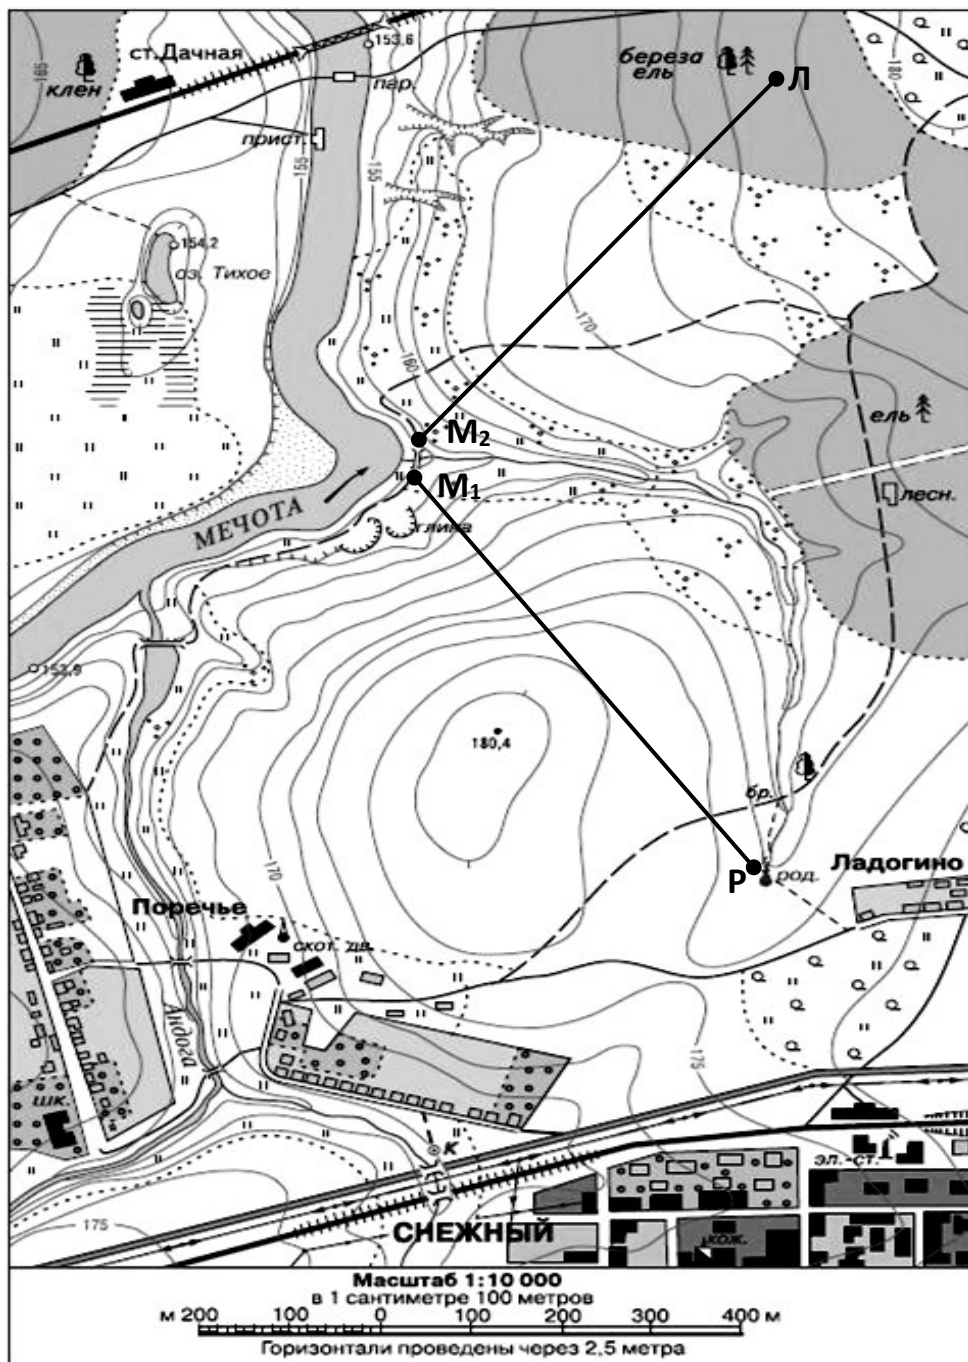 165
клен
ст. Дачная
153,6
пар.
прист.
155
155
береза
ель
Л
180
154,2
оз. Тихое
160
170
М₂
М₁
МЕЧОТА
глина
ель
лесн.
153,9
180,4
бр.
Р
род.
Ладогино
170
Поречье
скот. дв.
Андога
шк.
К
175
175
эл.-ст.
СНЕЖНЫЙ
кож.
Масштаб 1:10 000
в 1 сантиметре 100 метров
м 200 100 0 100 200 300 400 м
Горизонтали проведены через 2,5 метра